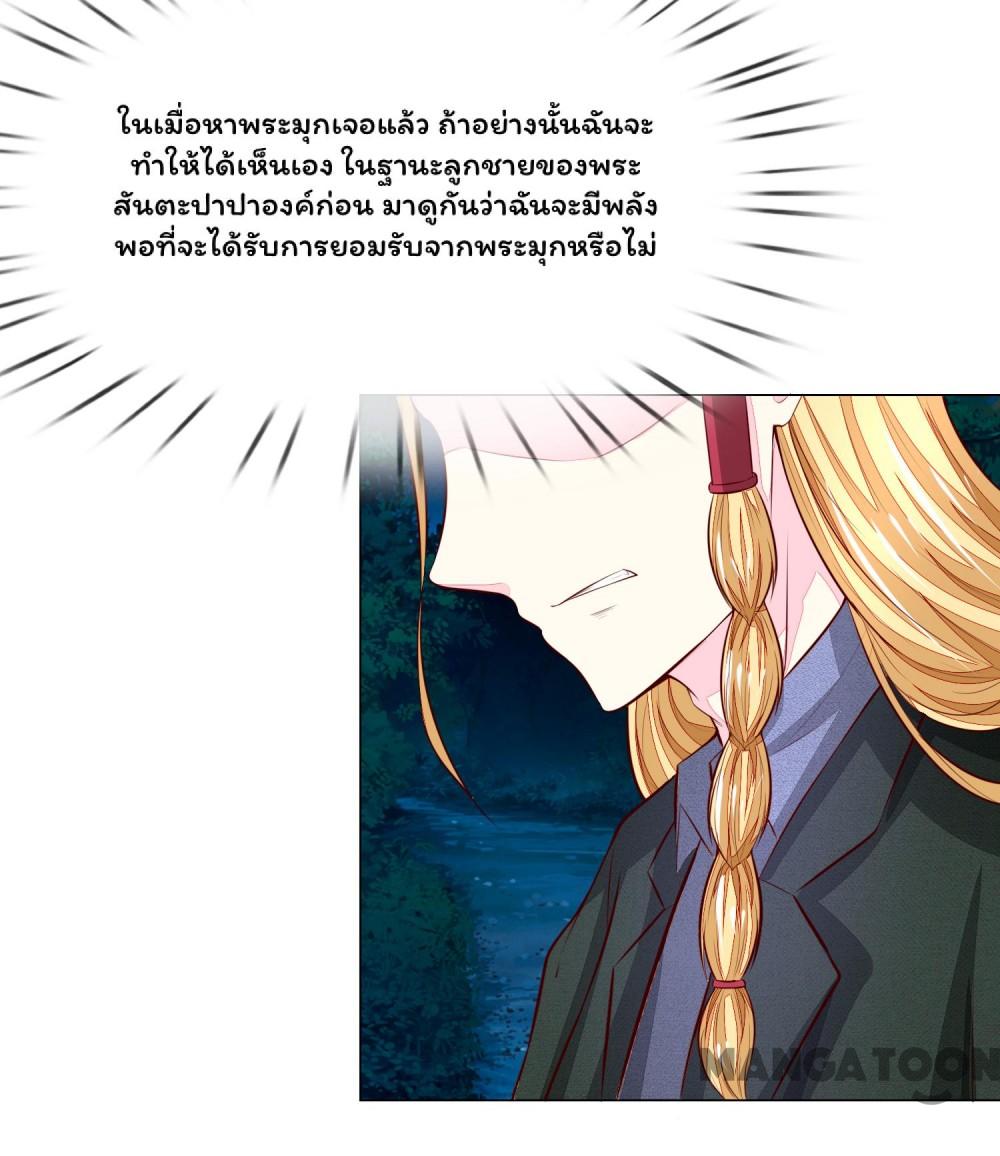 ในเมื่อหาพระมุกเจอแล้ว ถ้าอย่างนั้นฉันจะ
ทำให้ได้เห็นเอง ในฐานะลูกชายของพระ
สันตะปาปาองค์ก่อน มาดูกันว่าฉันจะมีพลัง
พอที่จะได้รับการยอมรับจากพระมุกหรือไม่
MANGATOON